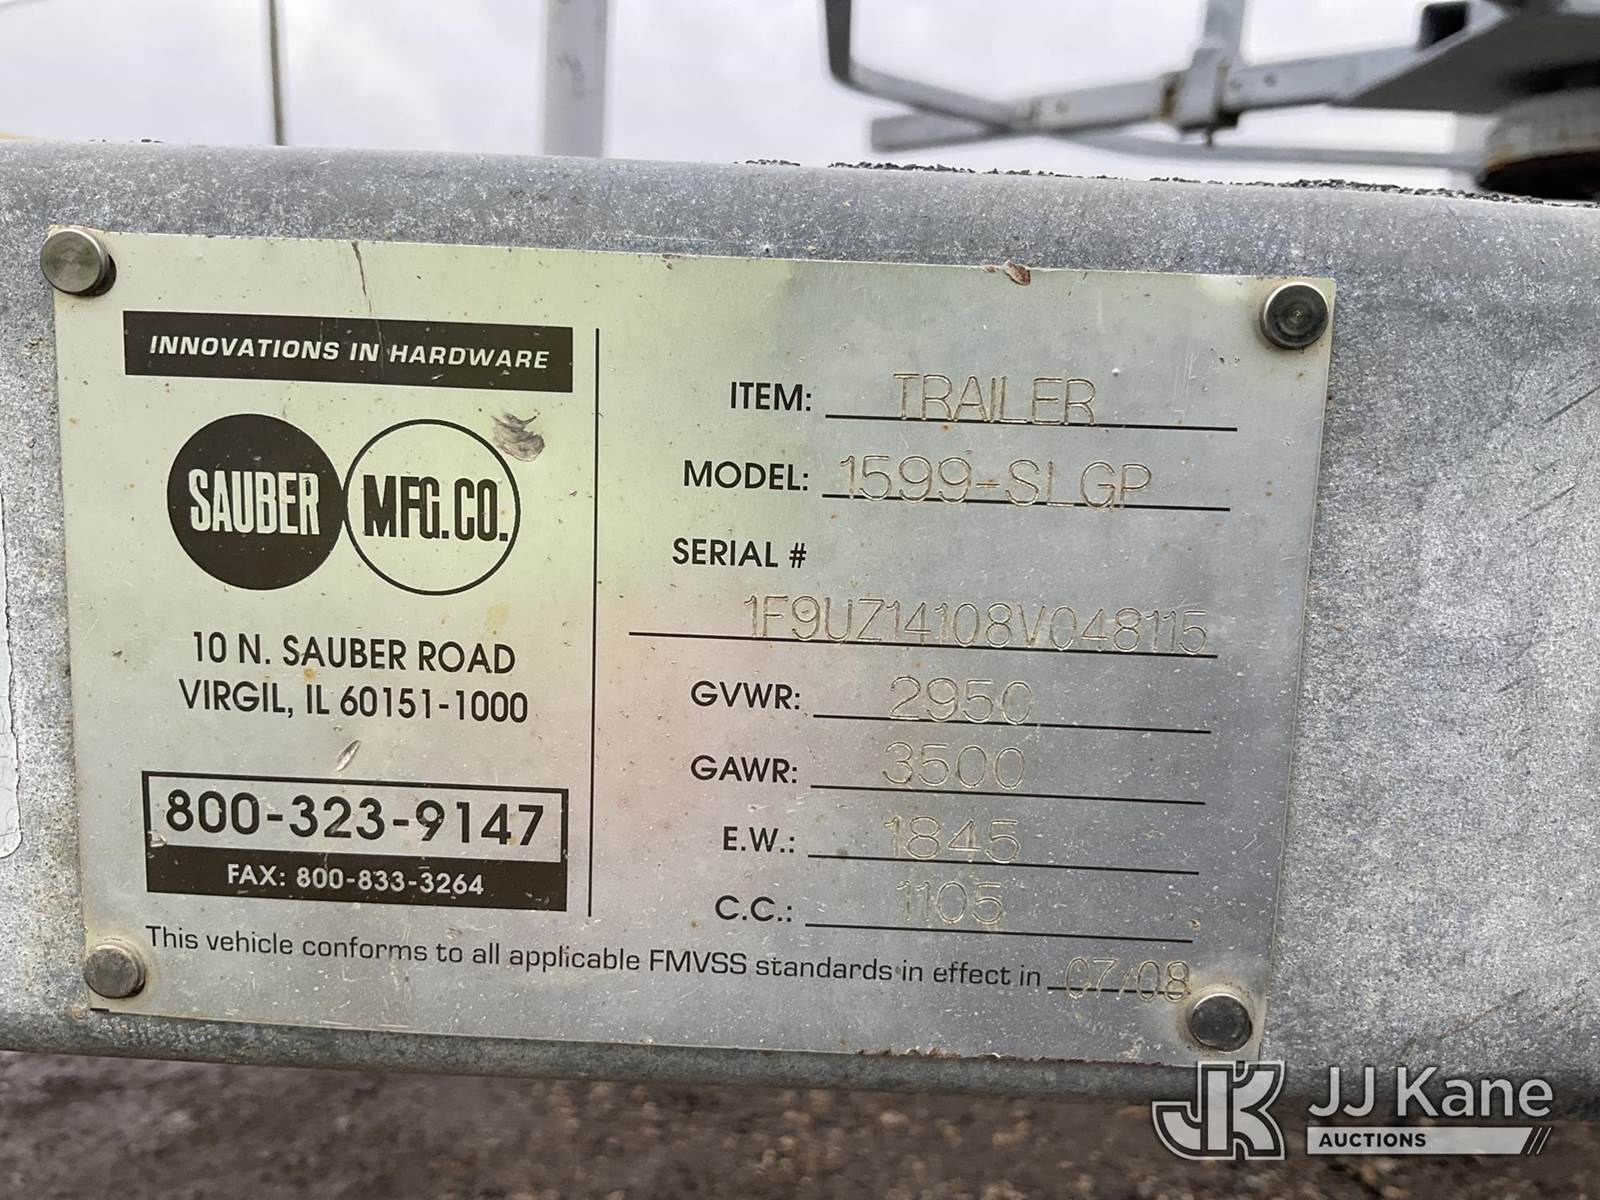 INNOVATIONS IN HARDWARE
SAUBER MFG.CO.
10 N. SAUBER ROAD
VIRGIL, IL 60151-1000
800-323-9147
FAX: 800-833-3264
ITEM: TRAILER
MODEL: 1599-SLGP
SERIAL #
1F9UZ14108V048115
GVWR: 2950
GAWR: 3500
E.W.: 1845
C.C.: 1105
This vehicle conforms to all applicable FMVSS standards in effect in 07/08
JK JJ Kane
AUCTIONS